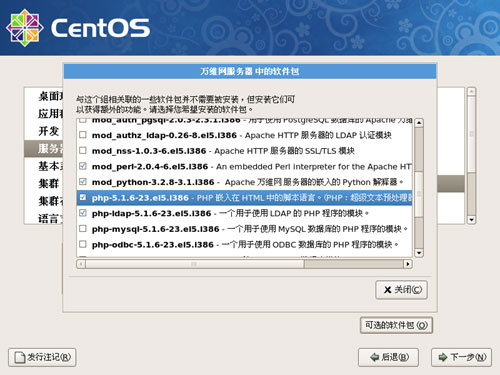 CentOS
万维网服务器 中的软件包
与这个组相关联的一些软件包并不需要被安装，但安装它们可
以获得额外的功能。请选择您希望安装的软件包。
mod_auth_pgsql-2.0.3-2.3.1.i386 - 用于使用 PostgreSQL 数据库的 Apache 万维
mod_authz_ldap-0.26-8.el5.i386 - Apache HTTP 服务器的 LDAP 认证模块
mod_nss-1.0.3-6.el5.i386 - Apache HTTP 服务器的 SSL/TLS 模块
mod_perl-2.0.4-6.el5.i386 - An embedded Perl interpreter for the Apache HT
mod_python-3.2.8-3.1.i386 - Apache 万维网服务器的嵌入的 Python 解释器。
php-5.1.6-23.el5.i386 - PHP 嵌入在 HTML 中的脚本语言。(PHP：超级文本预处理器
php-ldap-5.1.6-23.el5.i386 - 一个用于使用 LDAP 的 PHP 程序的模块。
php-mysql-5.1.6-23.el5.i386 - 一个用于使用 MySQL 数据库的 PHP 程序的模块。
php-odbc-5.1.6-23.el5.i386 - 一个用于使用 ODBC 数据库的 PHP 程序的模块。
关闭(C)
桌面
应用
开发
服务
基本
集群
集群
语言
可选的软件包(O)
发行注记(R)
后退(B)
下一步(N)